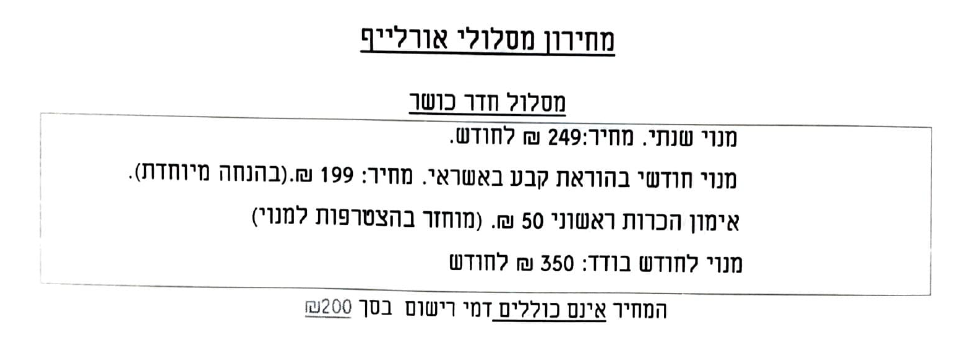 מחירון מסלולי אורלייף
מסלול חדר כושר
מנוי שנתי. מחיר:249 ₪ לחודש.
מנוי חודשי בהוראת קבע באשראי. מחיר: 199 ₪.(בהנחה מיוחדת).
אימון הכרות ראשוני 50 ₪. (מוחזר בהצטרפות למנוי)
מנוי לחודש בודד: 350 ₪ לחודש
המחיר אינם כוללים דמי רישום בסך 200₪